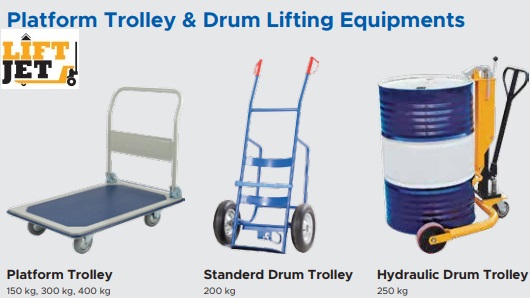 Platform Trolley & Drum Lifting Equipments
LIFT
JET
Platform Trolley
150 kg, 300 kg, 400 kg
Standerd Drum Trolley
200 kg
Hydraulic Drum Trolley
250 kg